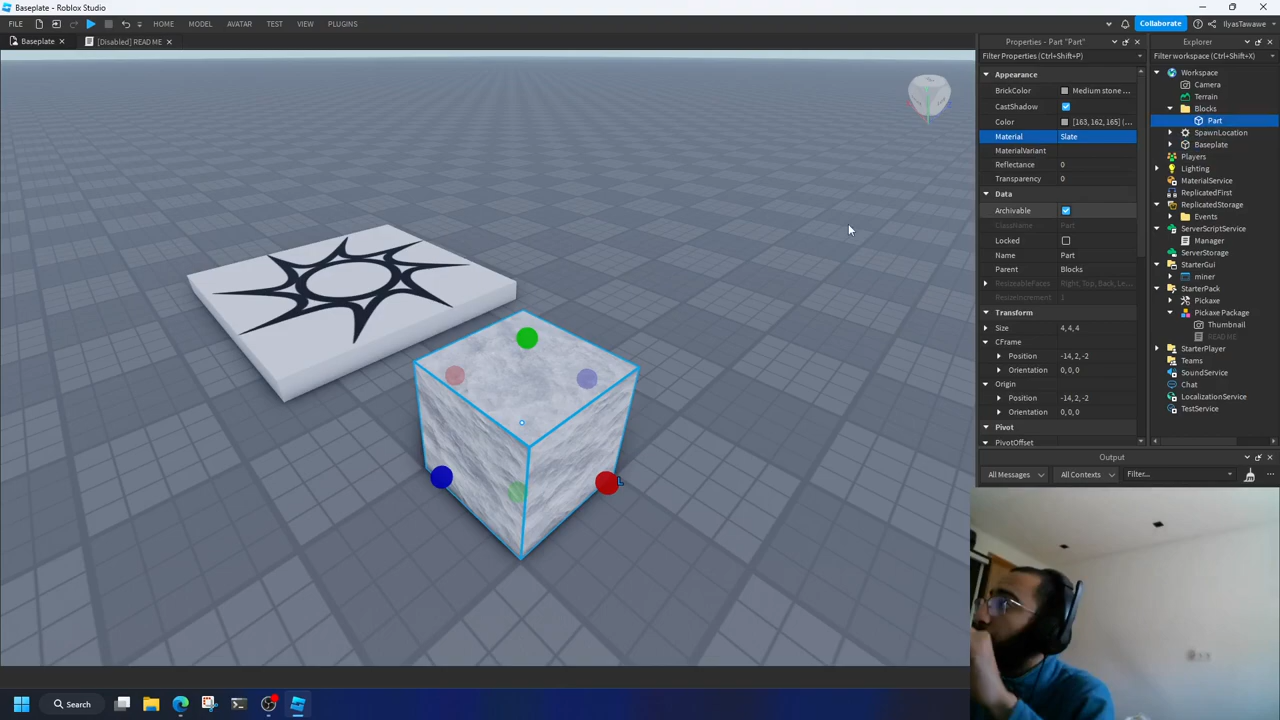 Baseplate - Roblox Studio
FILE HOME MODEL AVATAR TEST VIEW PLUGINS Collaborate IlyasTawawe
Baseplate [Disabled] README
Properties - Part "Part"
Filter Properties (Ctrl+Shift+P)
Appearance
BrickColor Medium stone ...
CastShadow
Color [163, 162, 165] (...
Material Slate
MaterialVariant
Reflectance 0
Transparency 0
Data
Archivable
ClassName Part
Locked
Name Part
Parent Blocks
ResizeableFaces Right, Top, Back, Le...
ResizeIncrement 1
Transform
Size 4, 4, 4
CFrame
Position -14, 2, -2
Orientation 0, 0, 0
Origin
Position -14, 2, -2
Orientation 0, 0, 0
Pivot
PivotOffset
Explorer
Filter workspace (Ctrl+Shift+X)
Workspace
Camera
Terrain
Blocks
Part
SpawnLocation
Baseplate
Players
Lighting
MaterialService
ReplicatedFirst
ReplicatedStorage
Events
ServerScriptService
Manager
ServerStorage
StarterGui
miner
StarterPack
Pickaxe
Pickaxe Package
Thumbnail
README
StarterPlayer
Teams
SoundService
Chat
LocalizationService
TestService
Output
All Messages All Contexts Filter...
L
Search